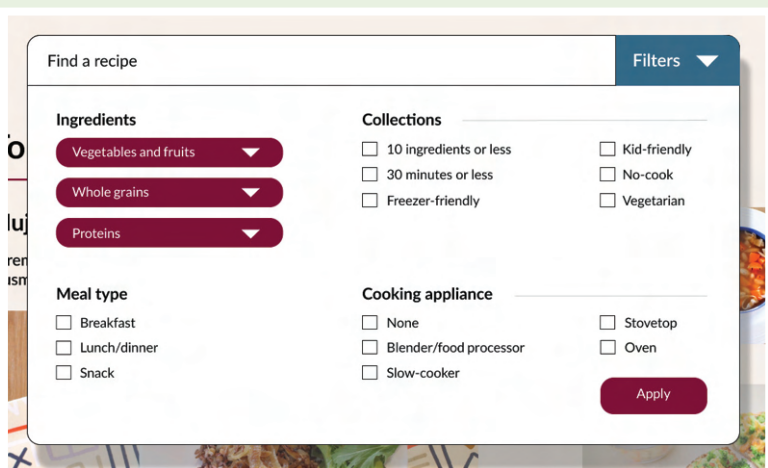 Find a recipe
Filters
Ingredients
Vegetables and fruits
Whole grains
Proteins
Collections
10 ingredients or less
30 minutes or less
Freezer-friendly
Kid-friendly
No-cook
Vegetarian
Meal type
Breakfast
Lunch/dinner
Snack
Cooking appliance
None
Blender/food processor
Slow-cooker
Stovetop
Oven
Apply